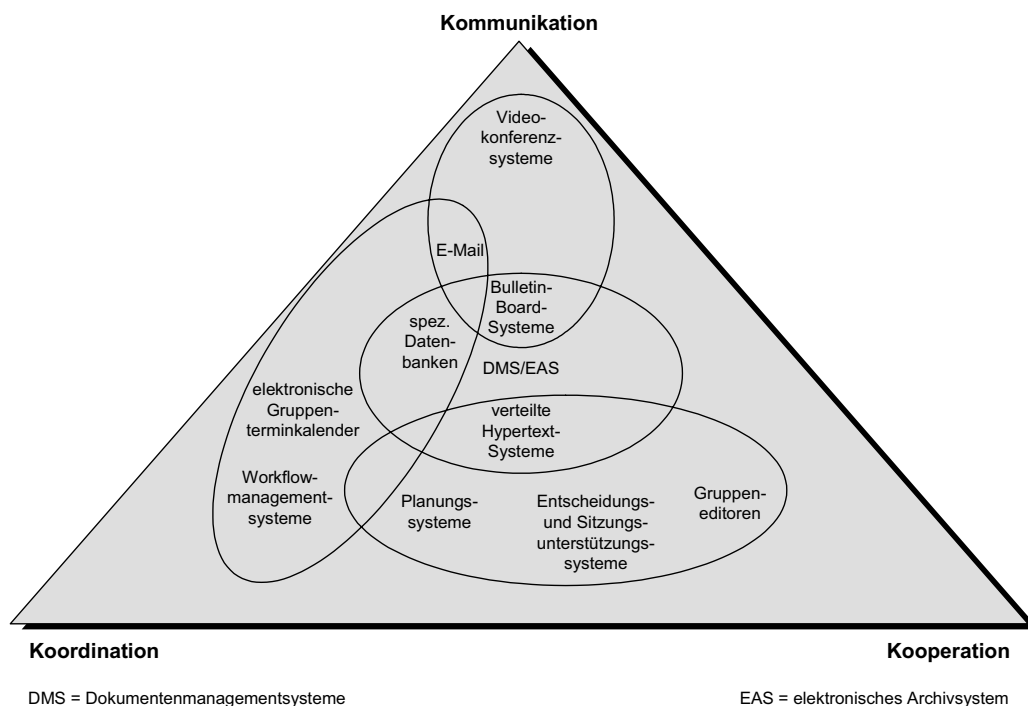 Kommunikation
Video-
konferenz-
systeme
E-Mail
Bulletin-
Board-
Systeme
spez.
Daten-
banken
DMS/EAS
elektronische
Gruppen-
terminkalender
verteilte
Hypertext-
Systeme
Workflow-
management-
systeme
Planungs-
systeme
Entscheidungs-
und Sitzungs-
unterstützungs-
systeme
Gruppen-
editoren
Koordination
Kooperation
DMS = Dokumentenmanagementsysteme
EAS = elektronisches Archivsystem